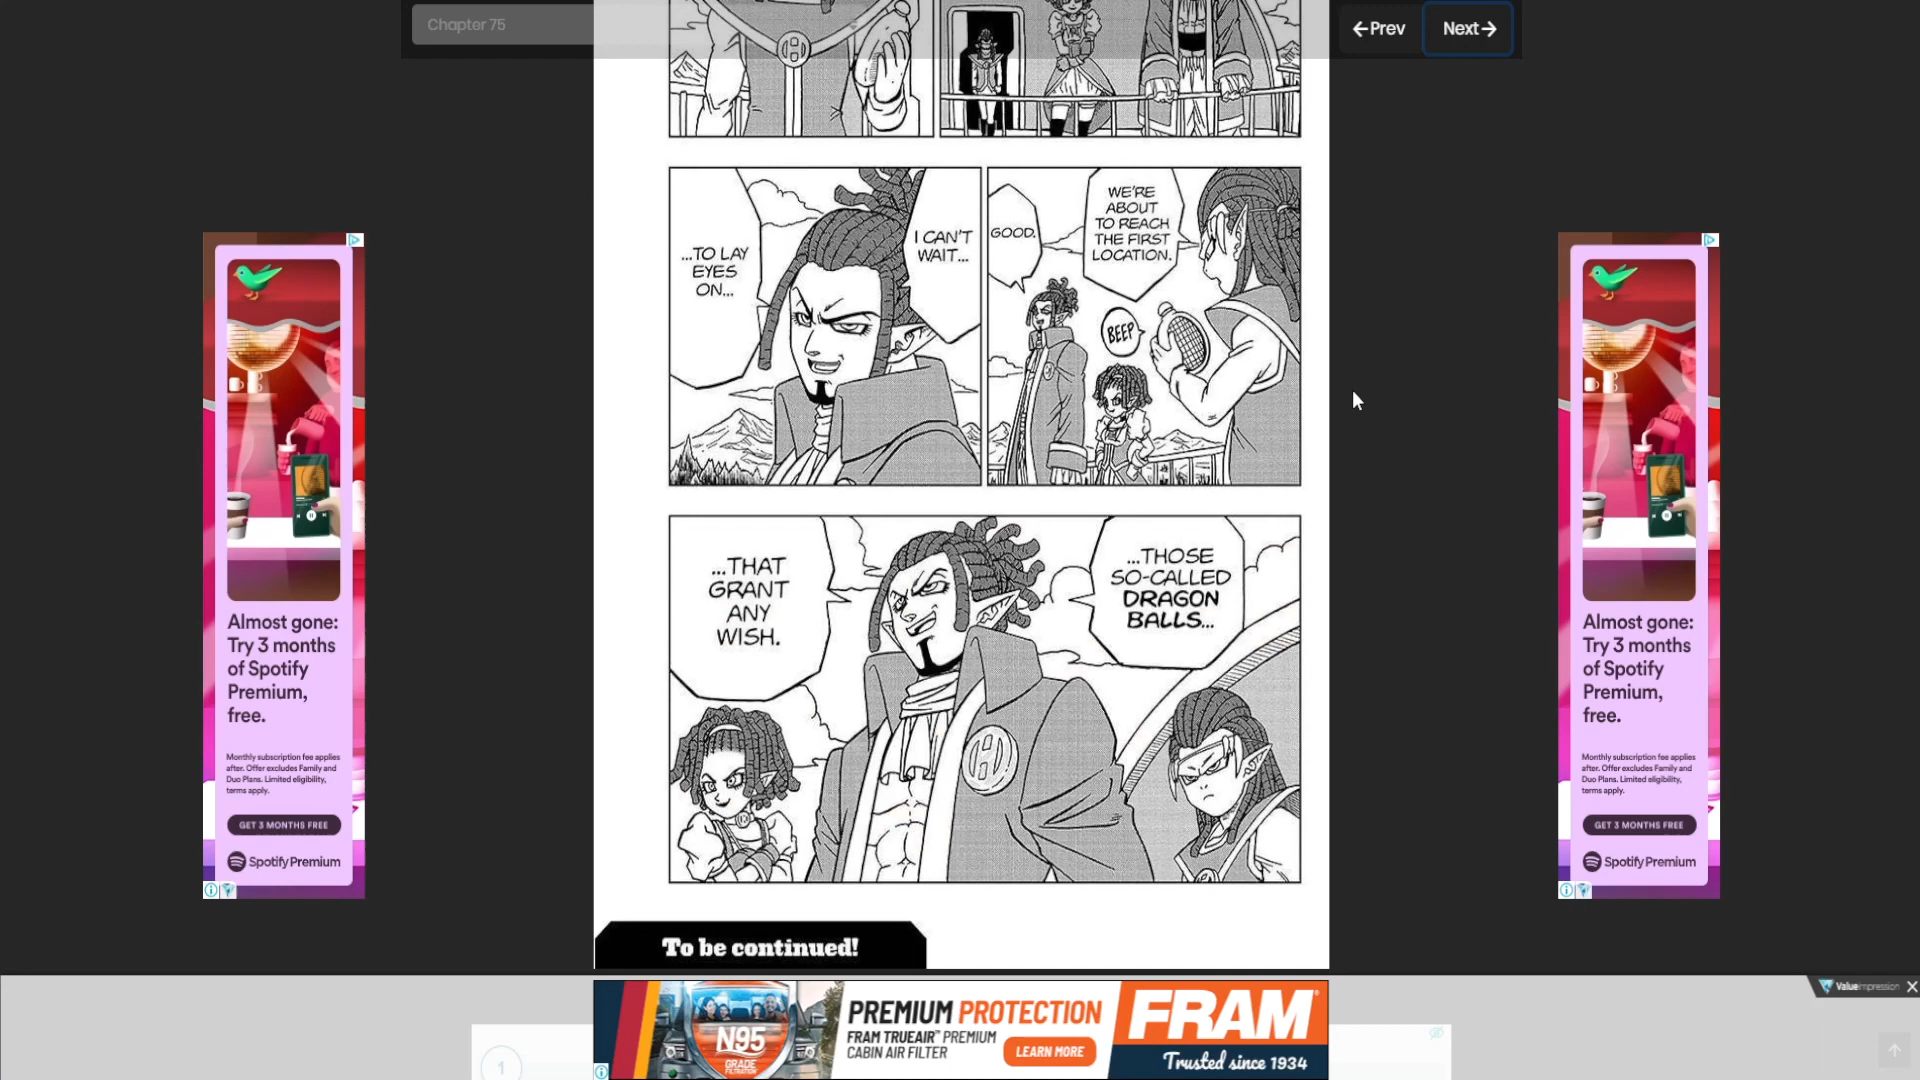 Chapter 75
←Prev
Next→
WE'RE
ABOUT
TO REACH
THE FIRST
LOCATION.
GOOD.
BEEP
I CAN'T
WAIT...
...TO LAY
EYES
ON...
...THOSE
SO-CALLED
DRAGON
BALLS...
...THAT
GRANT
ANY
WISH.
To be continued!
Almost gone:
Try 3 months
of Spotify
Premium,
free.
Monthly subscription fee applies
after. Offer excludes Family and
Duo Plans. Limited eligibility,
terms apply.
GET 3 MONTHS FREE
Spotify Premium
Almost gone:
Try 3 months
of Spotify
Premium,
free.
Monthly subscription fee applies
after. Offer excludes Family and
Duo Plans. Limited eligibility,
terms apply.
GET 3 MONTHS FREE
Spotify Premium
Valueimpression
N95
GRADE
FILTRATION
PREMIUM PROTECTION
FRAM TRUEAIR™ PREMIUM
CABIN AIR FILTER
LEARN MORE
FRAM®
Trusted since 1934
1